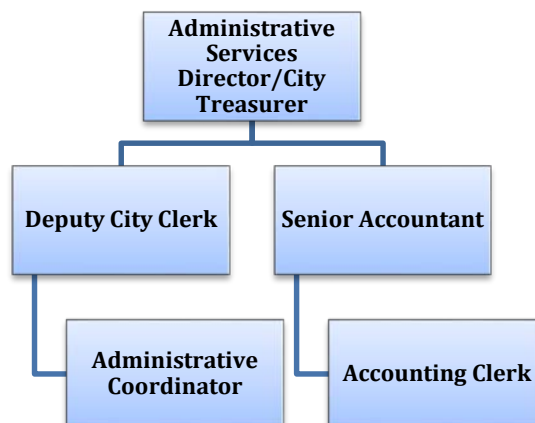 Administrative
Services
Director/City
Treasurer
Deputy City Clerk
Senior Accountant
Administrative
Coordinator
Accounting Clerk